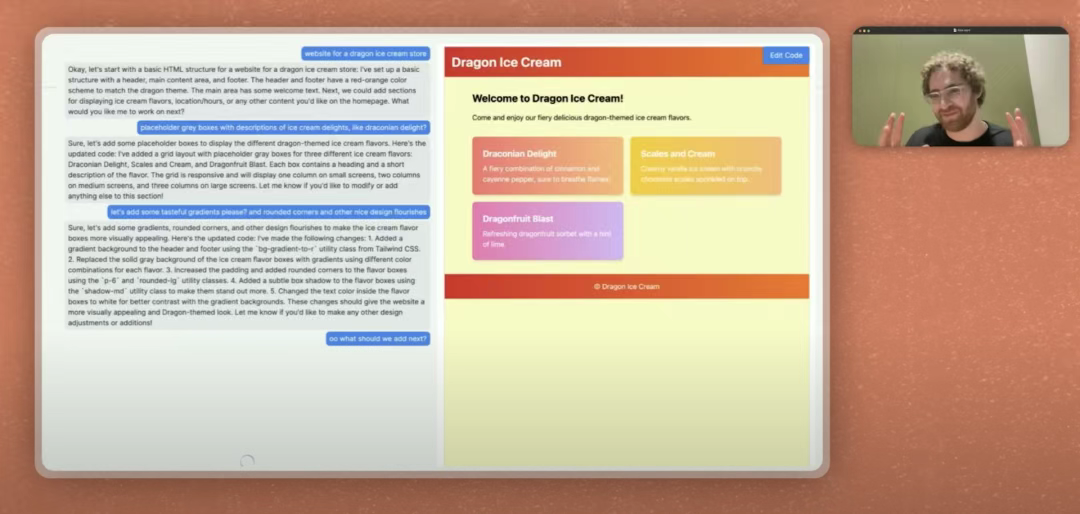 website for a dragon ice cream store
Okay, let's start with a basic HTML structure for a website for a dragon ice cream store: I've set up a basic
structure with a header, main content area, and footer. The header and footer have a red-orange color
scheme to match the dragon theme. The main area has some welcome text. Next, we could add sections
for displaying ice cream flavors, location/hours, or any other content you'd like on the homepage. What
would you like me to work on next?
placeholder grey boxes with descriptions of ice cream delights, like draconian delight?
Sure, let's add some placeholder boxes to display the different dragon-themed ice cream flavors. Here's the
updated code: I've added a grid layout with placeholder gray boxes for three different ice cream flavors:
Draconian Delight, Scales and Cream, and Dragonfruit Blast. Each box contains a heading and a short
description of the flavor. The grid is responsive and will display one column on small screens, two columns
on medium screens, and three columns on large screens. Let me know if you'd like to modify or add
anything else to this section!
let's add some tasteful gradients please? and rounded corners and other nice design flourishes
Sure, let's add some gradients, rounded corners, and other design flourishes to make the ice cream flavor
boxes more visually appealing. Here's the updated code: I've made the following changes: 1. Added a
gradient background to the header and footer using the `bg-gradient-to-r` utility class from Tailwind CSS.
2. Replaced the solid gray background of the ice cream flavor boxes with gradients using different color
combinations for each flavor. 3. Increased the padding and added rounded corners to the flavor boxes
using the `p-6` and `rounded-lg` utility classes. 4. Added a subtle box shadow to the flavor boxes using
the `shadow-md` utility class to make them stand out more. 5. Changed the text color inside the flavor
boxes to white for better contrast with the gradient backgrounds. These changes should give the website a
more visually appealing and Dragon-themed look. Let me know if you'd like to make any other design
adjustments or additions!
oo what should we add next?
Dragon Ice Cream
Edit Code
Welcome to Dragon Ice Cream!
Come and enjoy our fiery delicious dragon-themed ice cream flavors.
Draconian Delight
A fiery combination of cinnamon and
cayenne pepper, sure to breathe flames!
Scales and Cream
Creamy vanilla ice cream with crunchy
chocolate scales sprinkled on top.
Dragonfruit Blast
Refreshing dragonfruit sorbet with a hint
of lime.
© Dragon Ice Cream